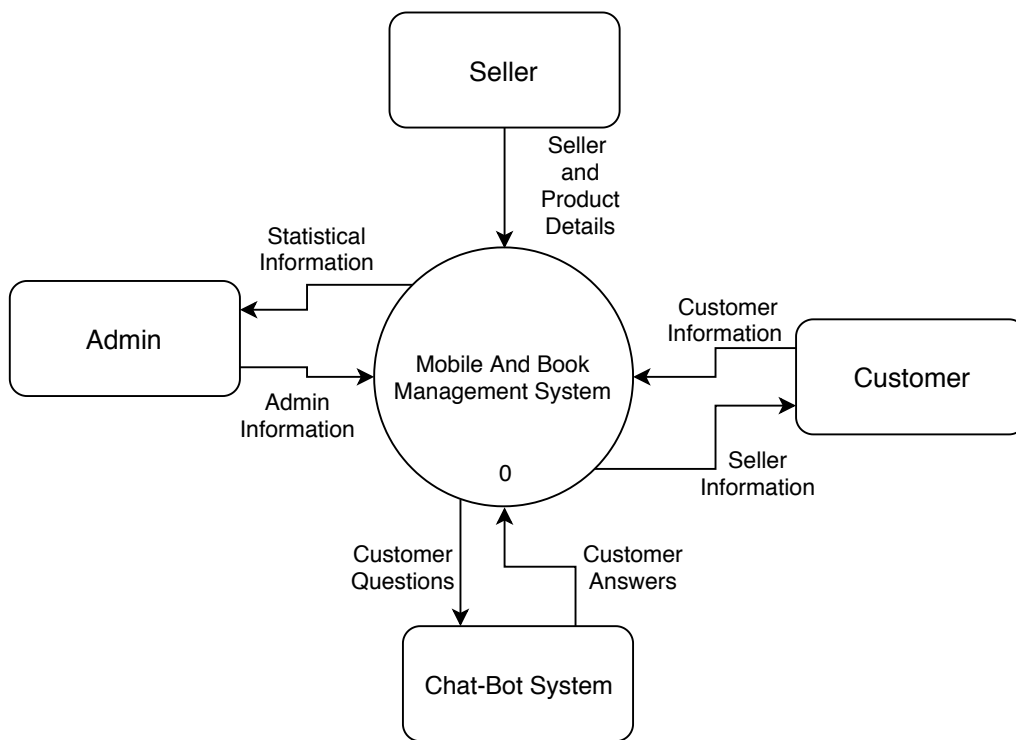 Seller
Seller
and
Product
Details
Statistical
Information
Admin
Admin
Information
Mobile And Book
Management System
0
Customer
Information
Customer
Seller
Information
Customer
Questions
Customer
Answers
Chat-Bot System